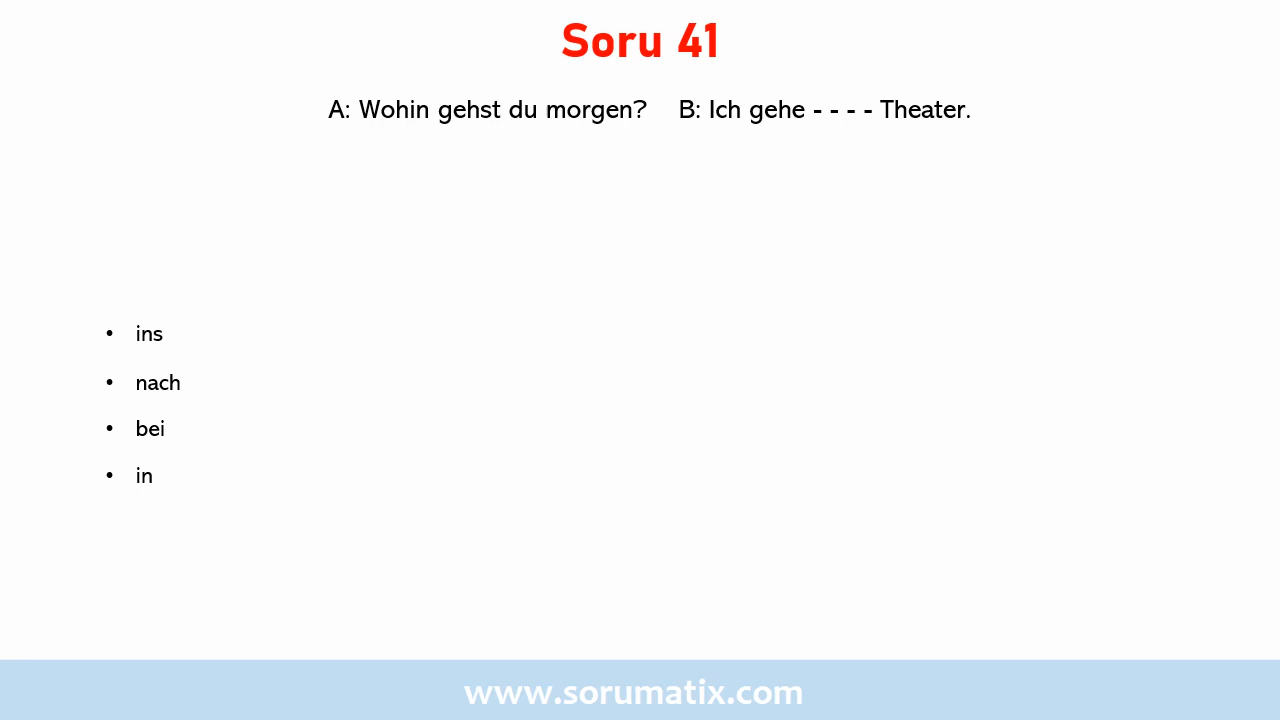 Soru 41
A: Wohin gehst du morgen? B: Ich gehe - - - - Theater.
• ins
• nach
• bei
• in
www.sorumatix.com